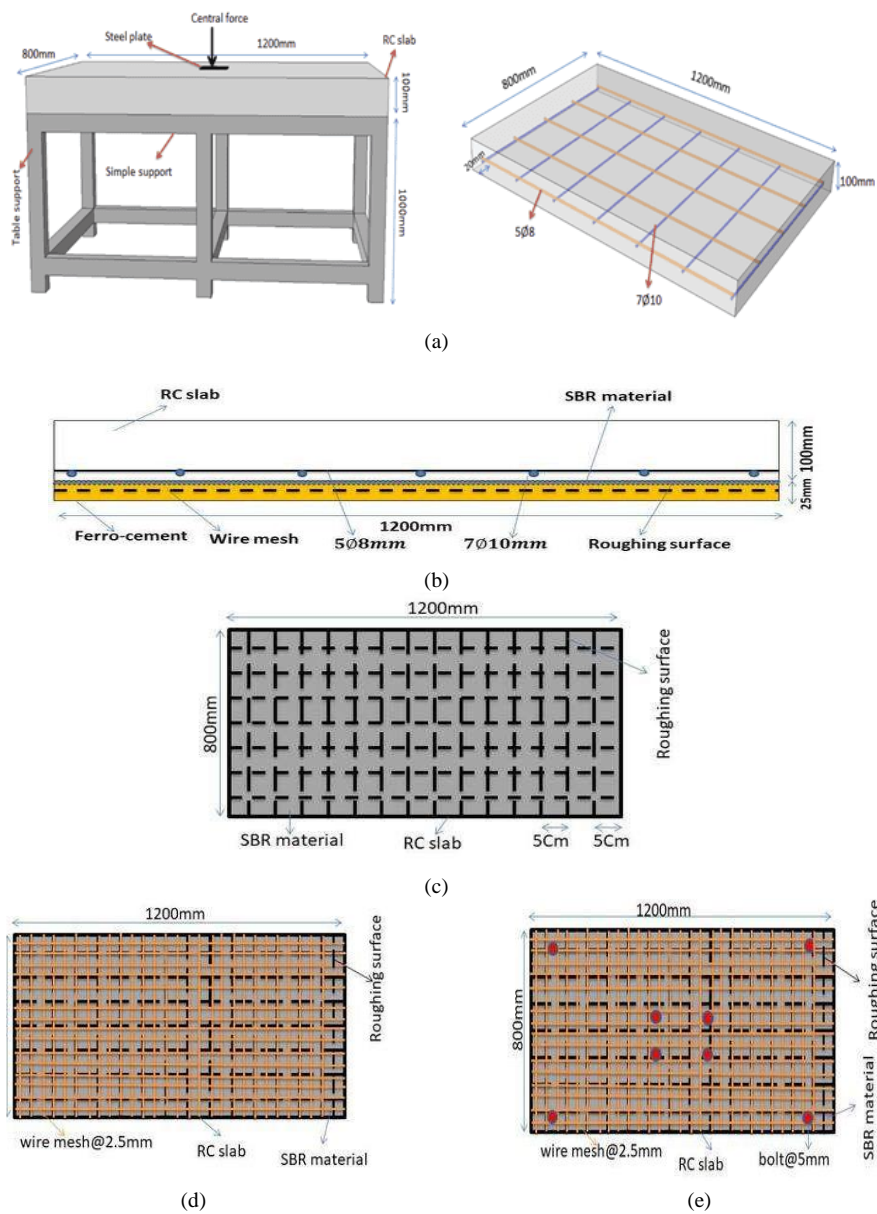 Central force
Steel plate
1200mm
800mm
RC slab
100mm
Simple support
Table support
1000mm
800mm
1200mm
20mm
100mm
5Ø8
7Ø10
(a)
RC slab
SBR material
100mm
25mm
1200mm
Ferro-cement
Wire mesh
5Ø8mm
7Ø10mm
Roughing surface
(b)
1200mm
800mm
Roughing surface
SBR material
RC slab
5Cm
5Cm
(c)
1200mm
Roughing surface
wire mesh@2.5mm
RC slab
SBR material
(d)
1200mm
800mm
Roughing surface
SBR material
wire mesh@2.5mm
RC slab
bolt@5mm
(e)